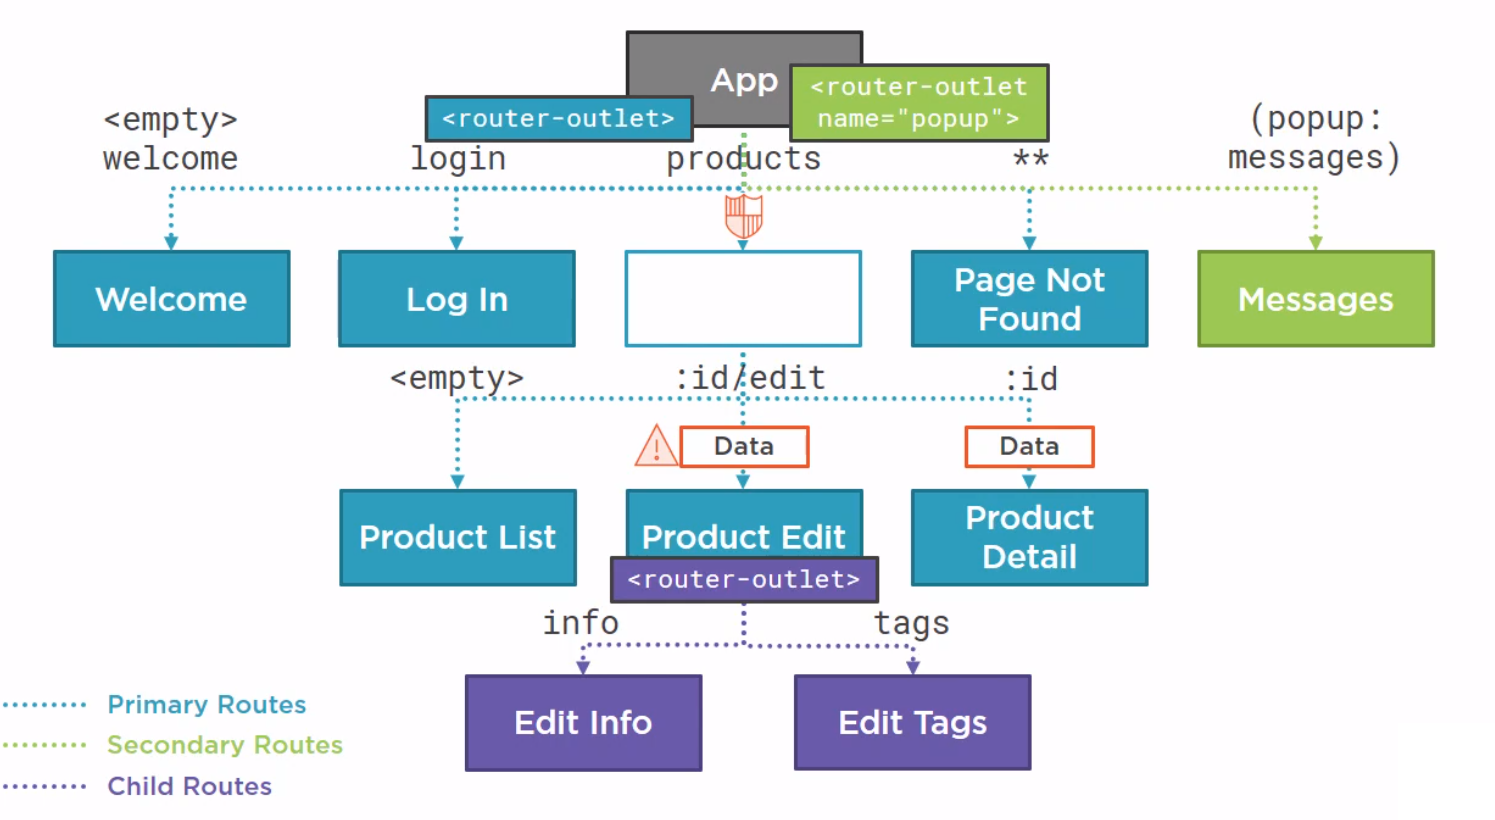 App
<router-outlet>
<router-outlet
name="popup">
<empty>
welcome
login
products
**
(popup:
messages)
Welcome
Log In
Page Not
Found
Messages
<empty>
:id/edit
:id
Data
Data
Product List
Product Edit
Product
Detail
<router-outlet>
info
tags
Edit Info
Edit Tags
Primary Routes
Secondary Routes
Child Routes